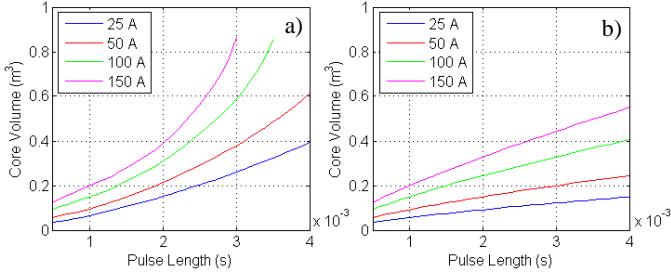 a)
Core Volume (m³)
1
0.8
0.6
0.4
0.2
0
25 A
50 A
100 A
150 A
1 2 3 4
x 10⁻³
Pulse Length (s)
b)
Core Volume (m³)
1
0.8
0.6
0.4
0.2
0
25 A
50 A
100 A
150 A
1 2 3 4
x 10⁻³
Pulse Length (s)